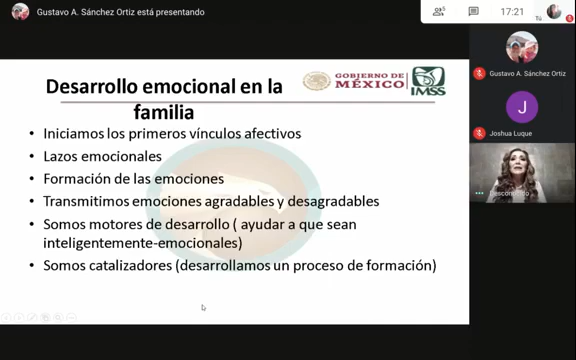 Gustavo A. Sánchez Ortiz está presentando
17:21
Tú
Desarrollo emocional en la
familia
GOBIERNO DE
MÉXICO
IMSS
• Iniciamos los primeros vínculos afectivos
• Lazos emocionales
• Formación de las emociones
• Transmitimos emociones agradables y desagradables
• Somos motores de desarrollo ( ayudar a que sean
inteligentemente-emocionales)
• Somos catalizadores (desarrollamos un proceso de formación)
Gustavo A. Sánchez Ortiz
J
Joshua Luque
Desconocido